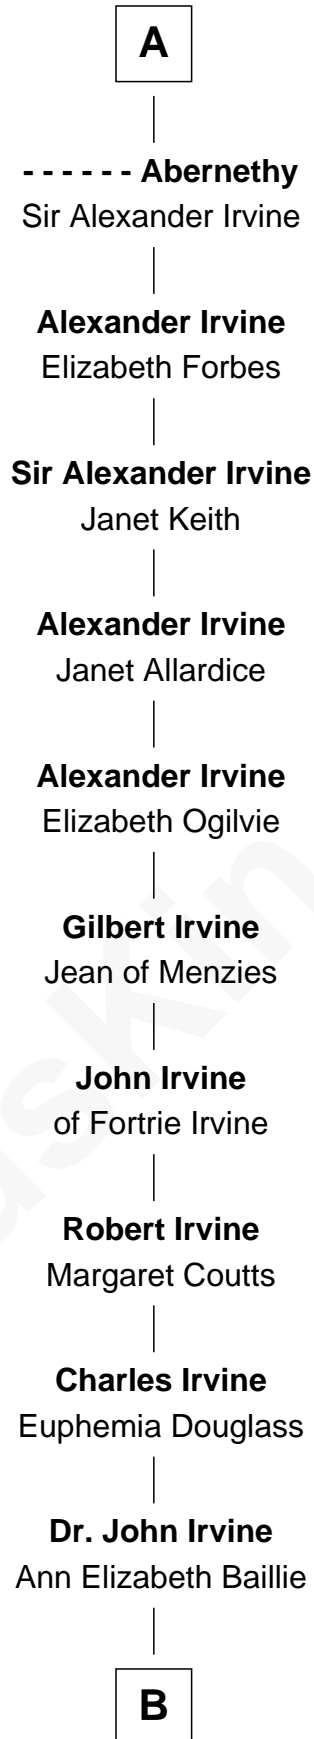 A
- - - - - - Abernethy
Sir Alexander Irvine
Alexander Irvine
Elizabeth Forbes
Sir Alexander Irvine
Janet Keith
Alexander Irvine
Janet Allardice
Alexander Irvine
Elizabeth Ogilvie
Gilbert Irvine
Jean of Menzies
John Irvine
of Fortrie Irvine
Robert Irvine
Margaret Coutts
Charles Irvine
Euphemia Douglass
Dr. John Irvine
Ann Elizabeth Baillie
B